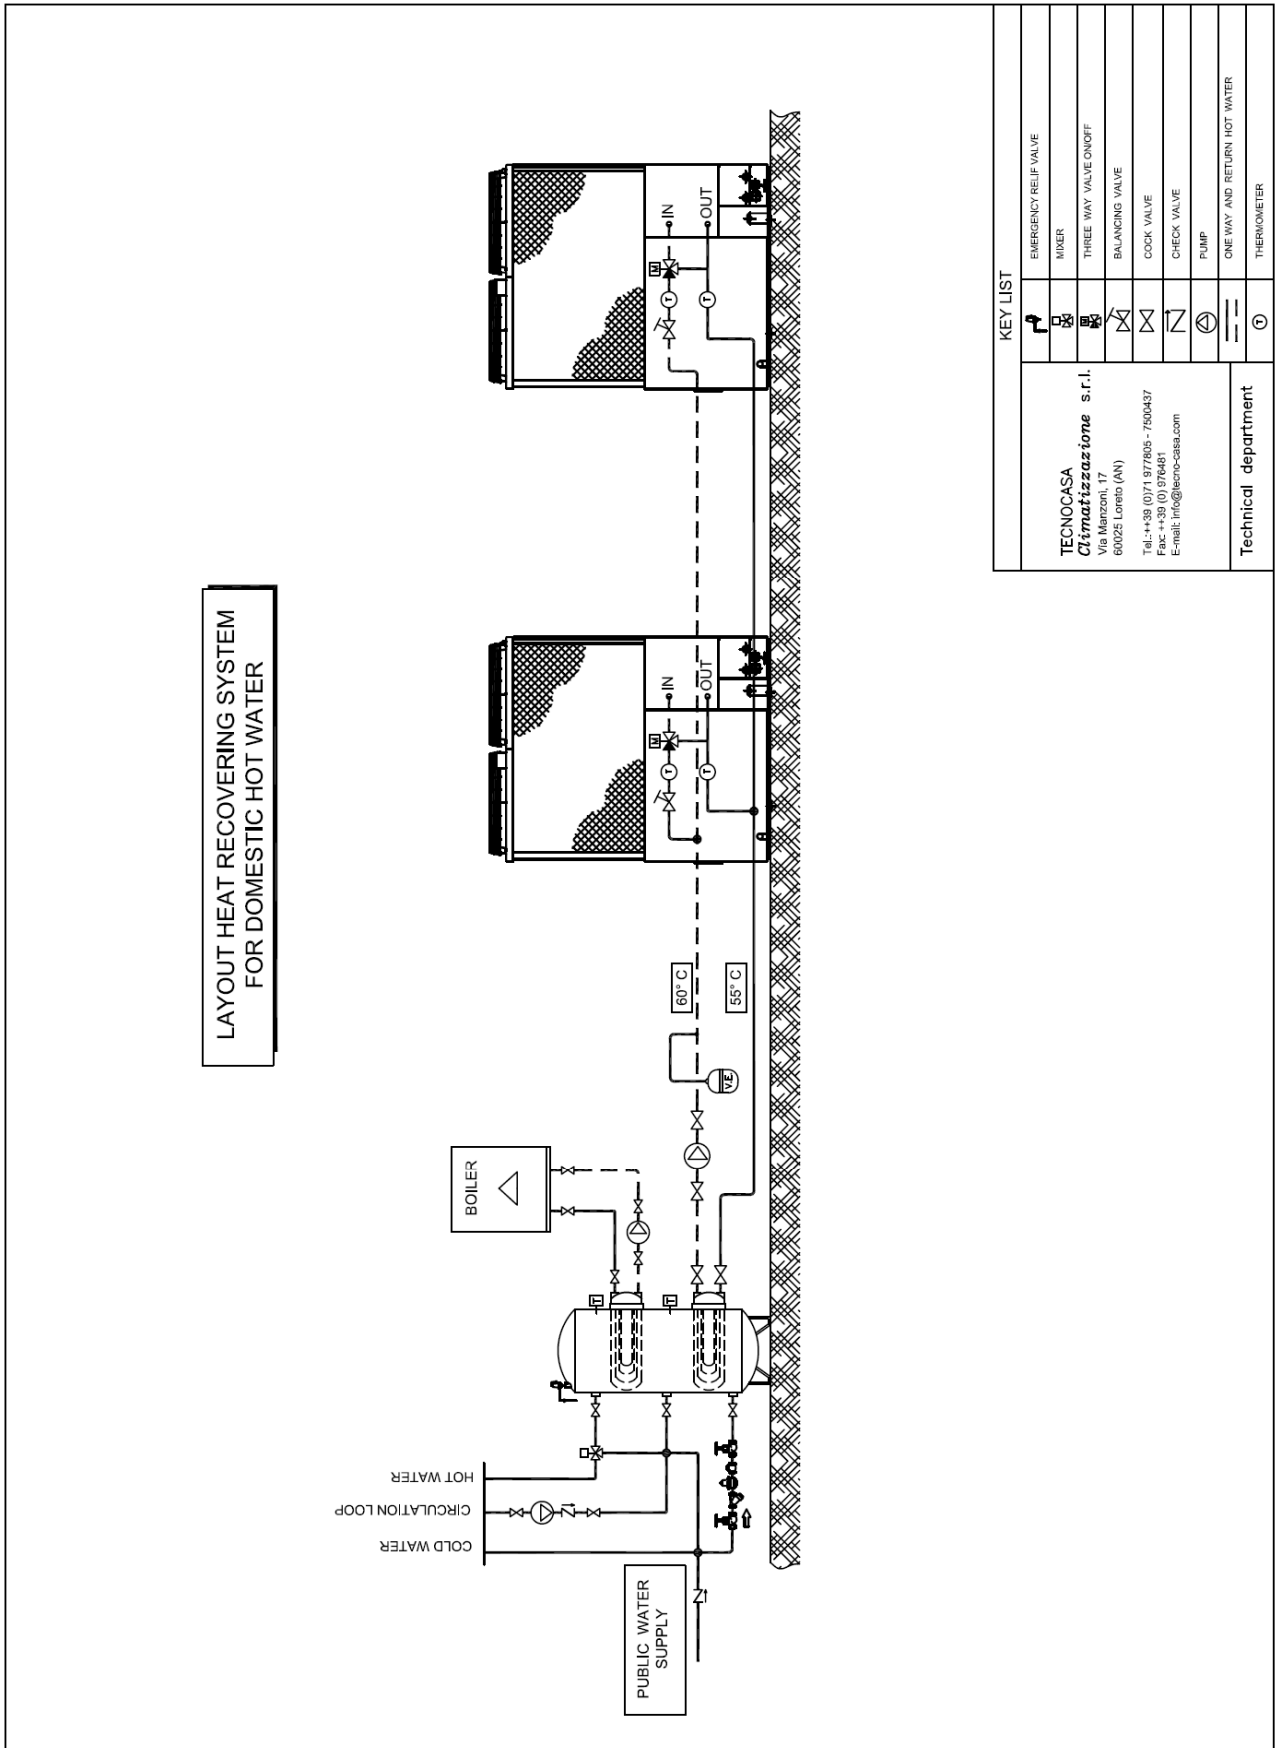 LAYOUT HEAT RECOVERING SYSTEM
FOR DOMESTIC HOT WATER
BOILER
HOT WATER
CIRCULATION LOOP
COLD WATER
PUBLIC WATER
SUPPLY
T
T
V.E.
60° C
55° C
M
T
T
IN
OUT
M
T
T
IN
OUT
KEY LIST
EMERGENCY RELIF VALVE
MIXER
M
THREE WAY VALVE ON/OFF
BALANCING VALVE
COCK VALVE
CHECK VALVE
PUMP
ONE WAY AND RETURN HOT WATER
T
THERMOMETER
TECNOCASA
Climatizzazione s.r.l.
Via Manzoni, 17
60025 Loreto (AN)
Tel.:++39 (0)71 977805 - 7500437
Fax: ++39 (0) 976481
E-mail: info@tecno-casa.com
Technical department